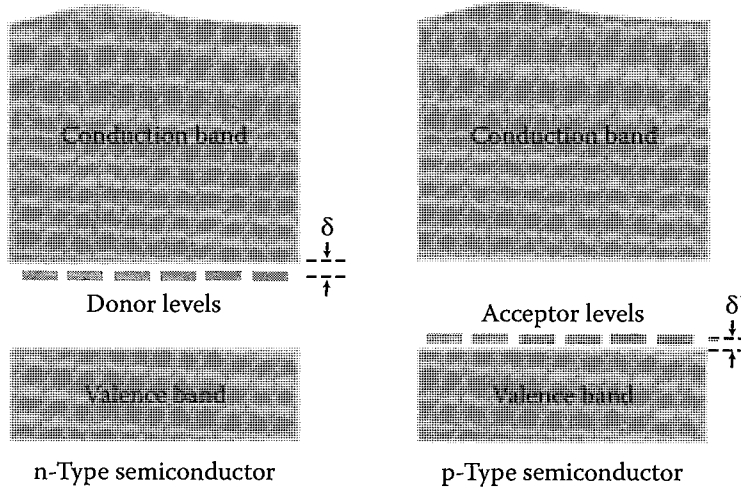 Conduction band
Conduction band
δ
Donor levels
Acceptor levels
δ'
Valence band
Valence band
n-Type semiconductor
p-Type semiconductor